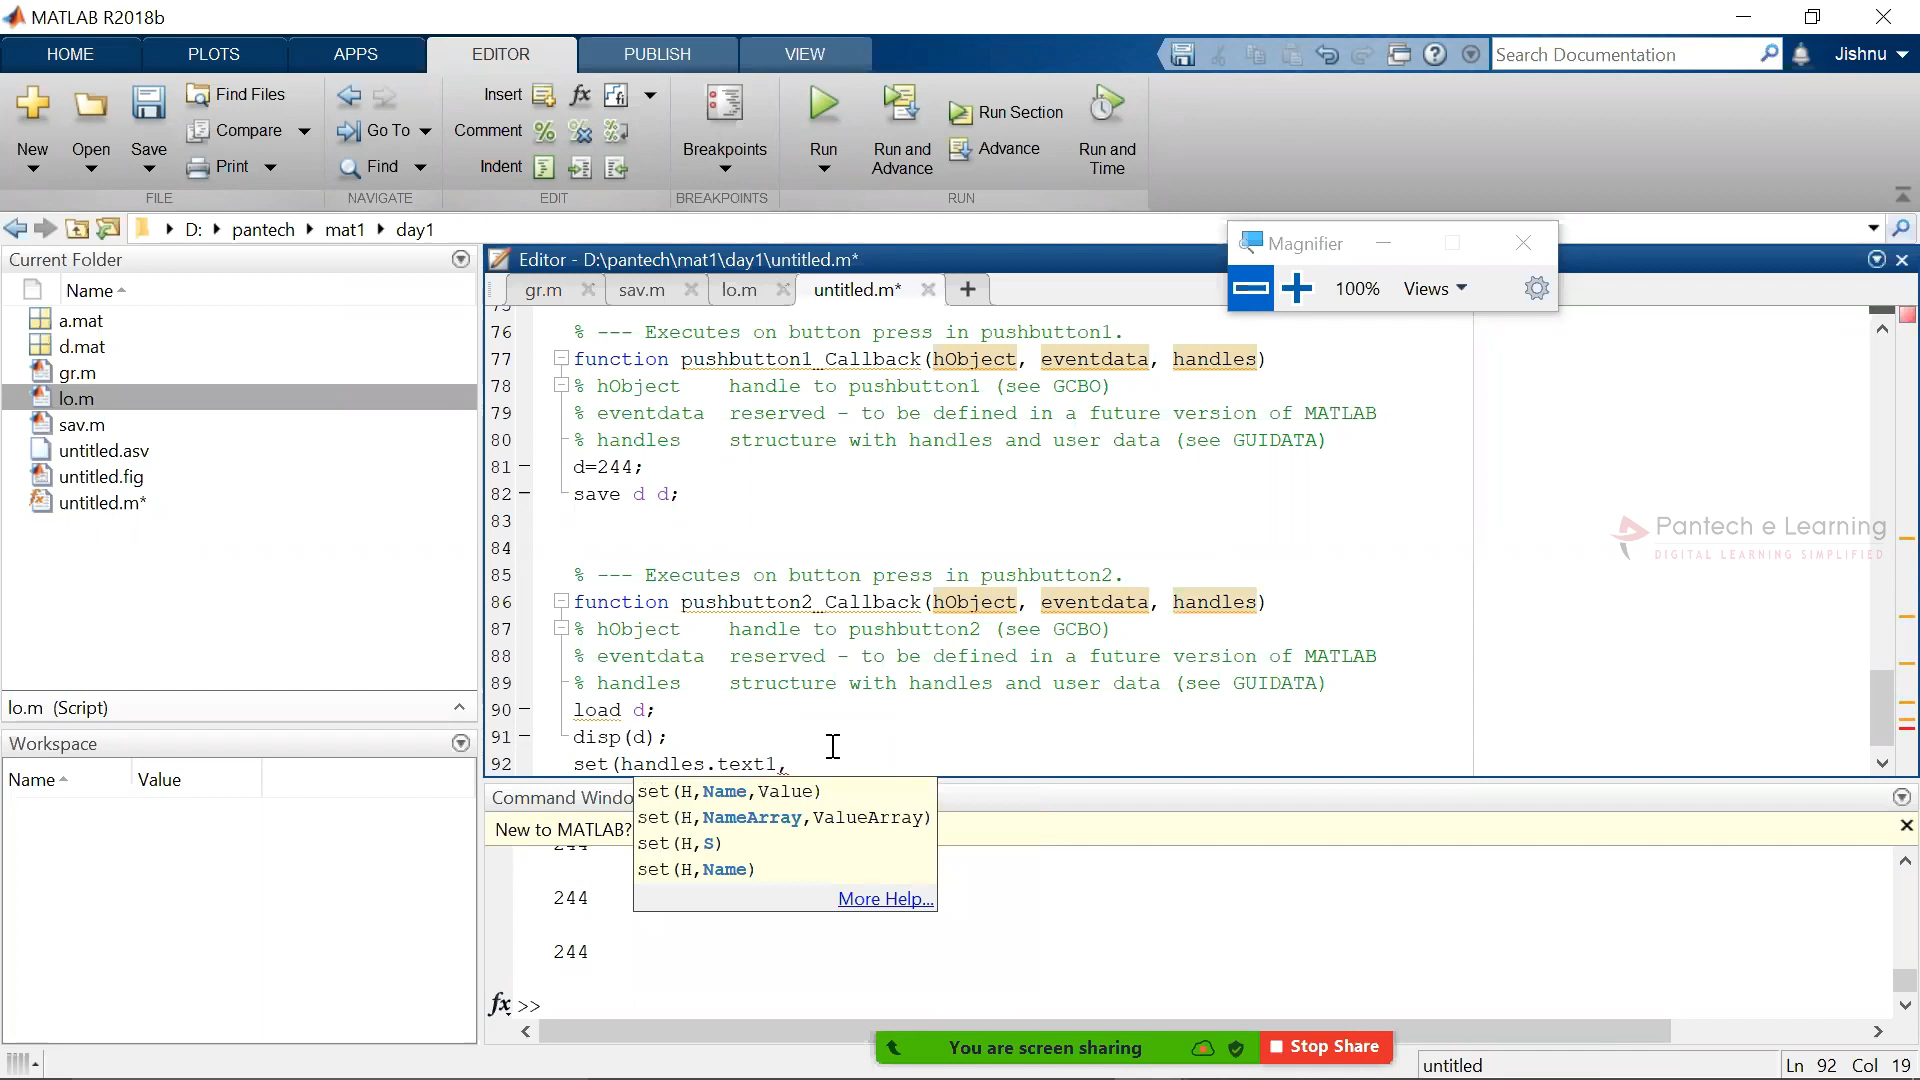 MATLAB R2018b
HOME PLOTS APPS EDITOR PUBLISH VIEW
Search Documentation
Jishnu
New Open Save
Find Files
Compare
Print
FILE
Go To
Find
NAVIGATE
Insert fx
Comment
Indent
EDIT
Breakpoints
BREAKPOINTS
Run
Run and Advance
Run Section
Advance
Run and Time
RUN
D: pantech mat1 day1
Magnifier
100% Views
Current Folder
Name
a.mat
d.mat
gr.m
lo.m
sav.m
untitled.asv
untitled.fig
untitled.m*
lo.m (Script)
Workspace
Name Value
Editor - D:\pantech\mat1\day1\untitled.m*
gr.m sav.m lo.m untitled.m*
76 % --- Executes on button press in pushbutton1.
77 function pushbutton1_Callback(hObject, eventdata, handles)
78 % hObject    handle to pushbutton1 (see GCBO)
79 % eventdata  reserved - to be defined in a future version of MATLAB
80 % handles    structure with handles and user data (see GUIDATA)
81 d=244;
82 save d d;
83
84
85 % --- Executes on button press in pushbutton2.
86 function pushbutton2_Callback(hObject, eventdata, handles)
87 % hObject    handle to pushbutton2 (see GCBO)
88 % eventdata  reserved - to be defined in a future version of MATLAB
89 % handles    structure with handles and user data (see GUIDATA)
90 load d;
91 disp(d);
92 set(handles.text1,
Pantech e Learning
DIGITAL LEARNING SIMPLIFIED
set(H,Name,Value)
set(H,NameArray,ValueArray)
set(H,S)
set(H,Name)
More Help...
Command Windo
New to MATLAB?
244
244
244
fx >>
You are screen sharing
Stop Share
untitled
Ln 92 Col 19